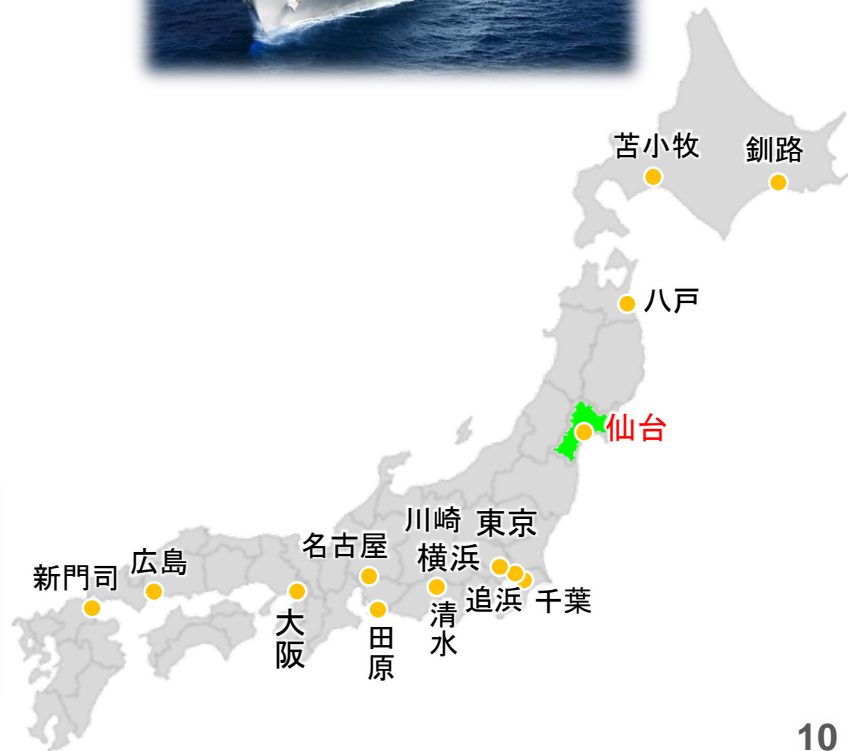 苫小牧
釧路
八戸
仙台
川崎
東京
名古屋
横浜
広島
新門司
追浜
千葉
清水
大阪
田原
10